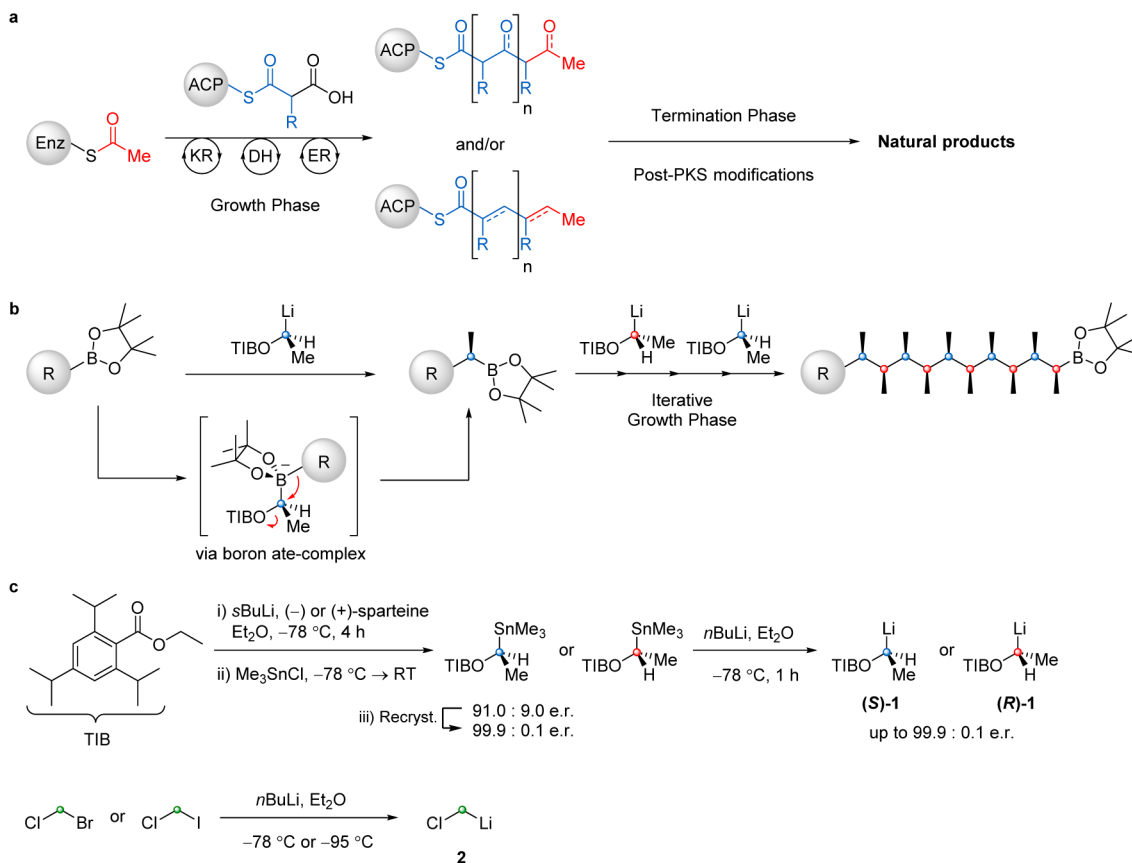 a
O O
ACP S OH
R
Enz S O Me
KR DH ER
Growth Phase
ACP S O O O Me
R R n
and/or
ACP S O Me
R R n
Termination Phase
Post-PKS modifications
Natural products
b
R B O O
Li
TIBO H
Me
R B O O
Li Li
TIBO Me TIBO H
H Me
Iterative
Growth Phase
R B O O
O O B – R
TIBO H
Me
via boron ate-complex
c
O
O
TIB
i) sBuLi, (–) or (+)-sparteine
Et2O, –78 °C, 4 h
ii) Me3SnCl, –78 °C → RT
iii) Recryst.
SnMe3 SnMe3
TIBO H or TIBO Me
Me H
91.0 : 9.0 e.r.
99.9 : 0.1 e.r.
nBuLi, Et2O
–78 °C, 1 h
Li Li
TIBO H or TIBO Me
Me H
(S)-1 (R)-1
up to 99.9 : 0.1 e.r.
Cl Br or Cl I
nBuLi, Et2O
–78 °C or –95 °C
Cl Li
2